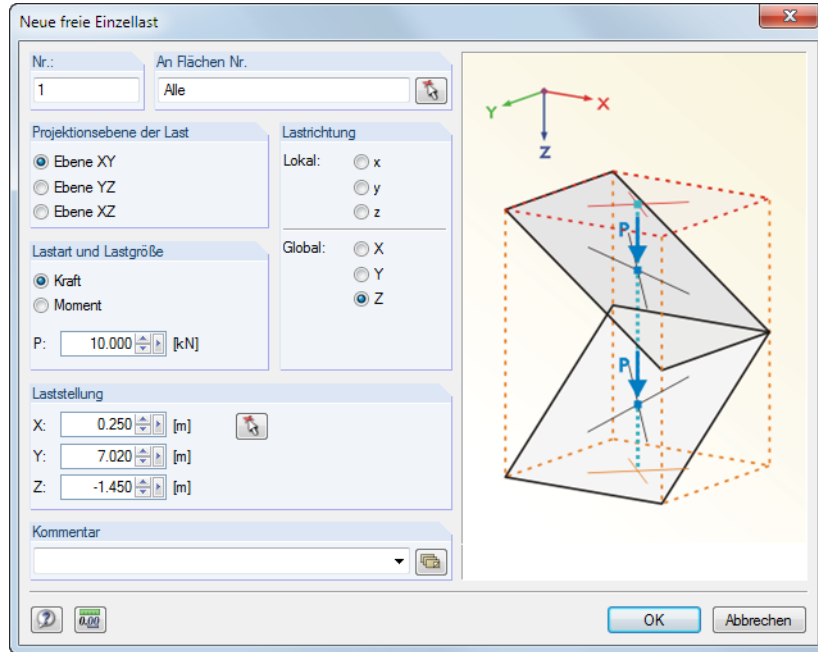 Neue freie Einzellast
Nr.: An Flächen Nr.
1 Alle
Projektionsebene der Last
Ebene XY
Ebene YZ
Ebene XZ
Lastrichtung
Lokal: x
y
z
Global: X
Y
Z
Lastart und Lastgröße
Kraft
Moment
P: 10.000 [kN]
Laststellung
X: 0.250 [m]
Y: 7.020 [m]
Z: -1.450 [m]
Kommentar
Y X
Z
P
P
0.00
OK Abbrechen